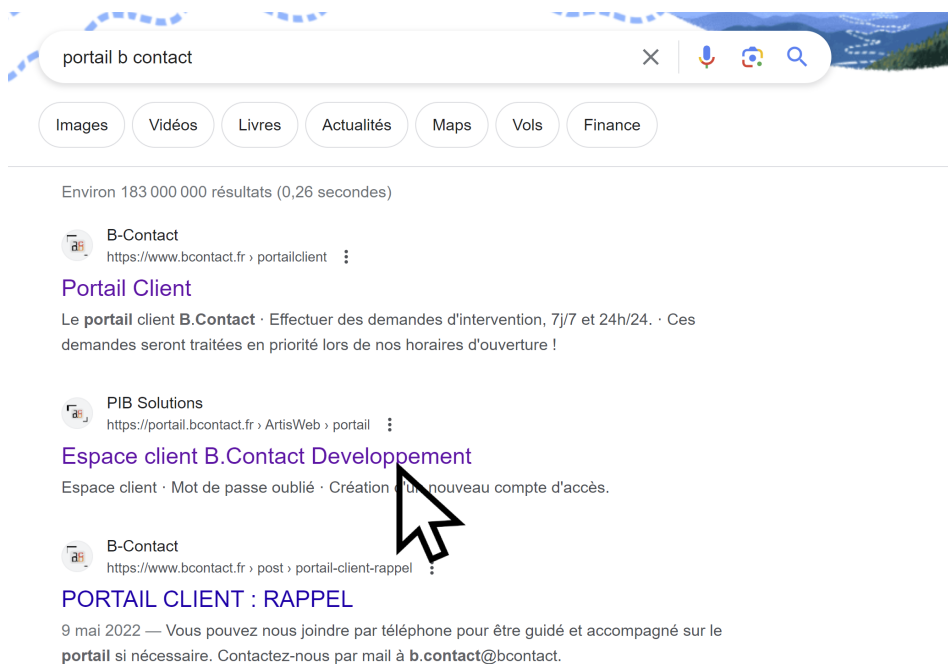 portail b contact
Images Vidéos Livres Actualités Maps Vols Finance
Environ 183 000 000 résultats (0,26 secondes)
B-Contact
https://www.bcontact.fr › portailclient
Portail Client
Le portail client B.Contact · Effectuer des demandes d'intervention, 7j/7 et 24h/24. · Ces
demandes seront traitées en priorité lors de nos horaires d'ouverture !
PIB Solutions
https://portail.bcontact.fr › ArtisWeb › portail
Espace client B.Contact Developpement
Espace client · Mot de passe oublié · Création d'un nouveau compte d'accès.
B-Contact
https://www.bcontact.fr › post › portail-client-rappel
PORTAIL CLIENT : RAPPEL
9 mai 2022 — Vous pouvez nous joindre par téléphone pour être guidé et accompagné sur le
portail si nécessaire. Contactez-nous par mail à b.contact@bcontact.